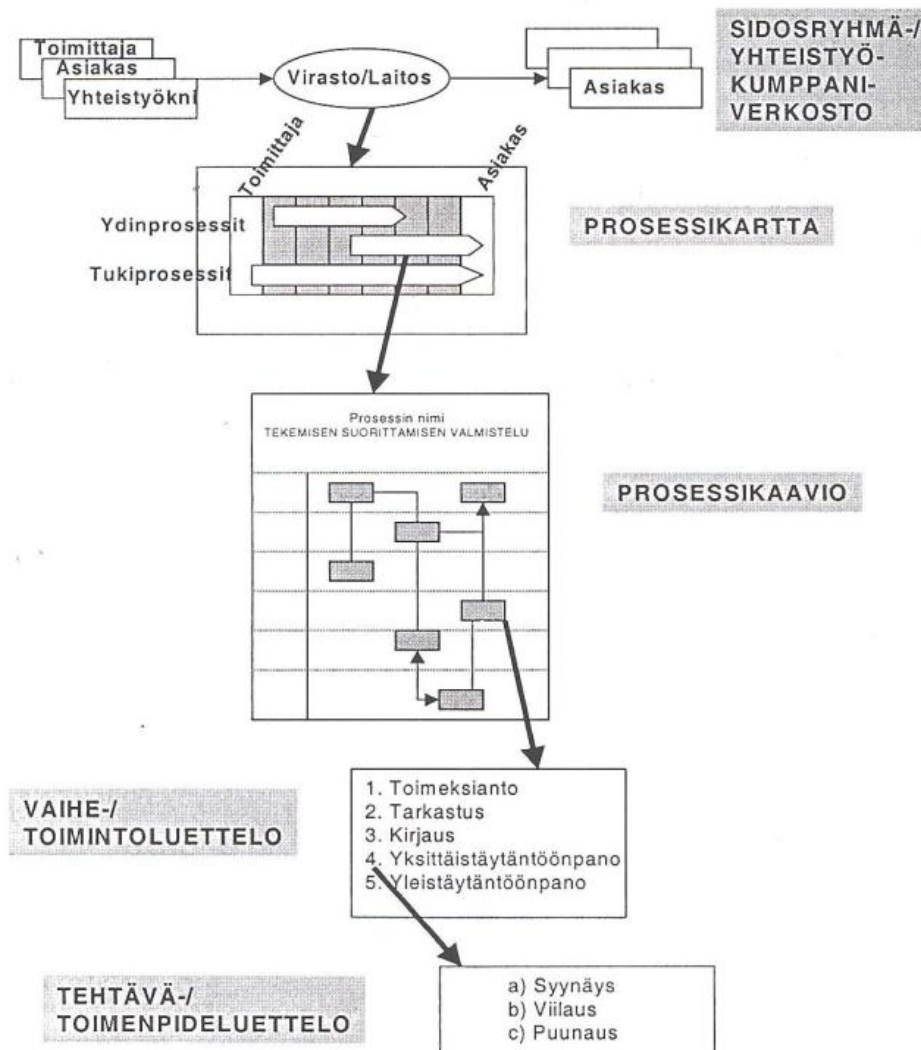 Toimittaja
Asiakas
Yhteistyökni
Virasto/Laitos
Asiakas
SIDOSRYHMÄ-/
YHTEISTYÖ-
KUMPPANI-
VERKOSTO
Toimittaja
Asiakas
Ydinprosessit
Tukiprosessit
PROSESSIKARTTA
Prosessin nimi
TEKEMISEN SUORITTAMISEN VALMISTELU
PROSESSIKAAVIO
VAIHE-/
TOIMINTOLUETTELO
1. Toimeksianto
2. Tarkastus
3. Kirjaus
4. Yksittäistäytäntöönpano
5. Yleistäytäntöönpano
TEHTÄVÄ-/
TOIMENPIDELUETTELO
a) Syynäys
b) Viilaus
c) Puunaus